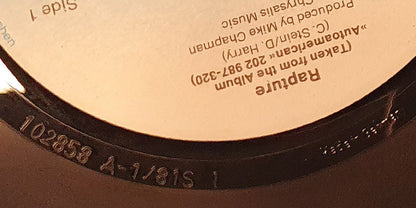 Side 1
Rapture
(Taken from the Album
»Autoamerican« 202 987-320)
(C. Stein/D. Harry)
Produced by Mike Chapman
Chrysalis Music
102858 A-1/81S 1
Made in Germany